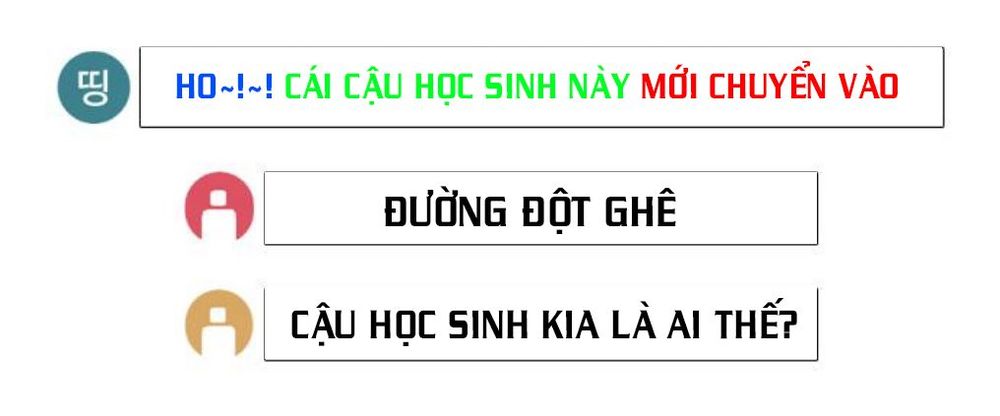 띵
HO~!~! CÁI CẬU HỌC SINH NÀY MỚI CHUYỂN VÀO
ĐƯỜNG ĐỘT GHÊ
CẬU HỌC SINH KIA LÀ AI THẾ?